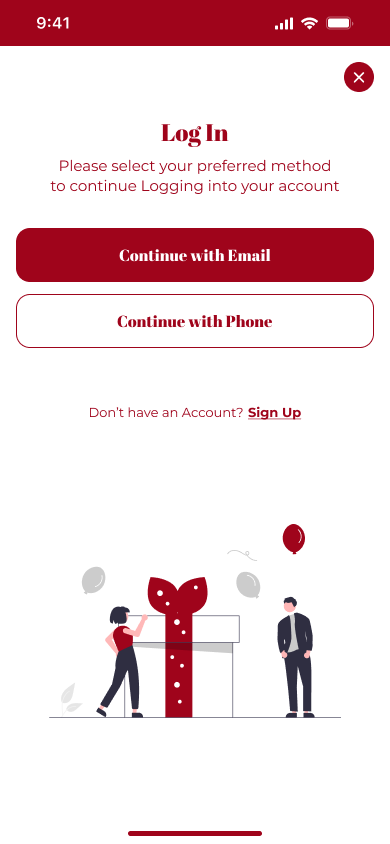 9:41
Log In
Please select your preferred method
to continue Logging into your account
Continue with Email
Continue with Phone
Don't have an Account? Sign Up